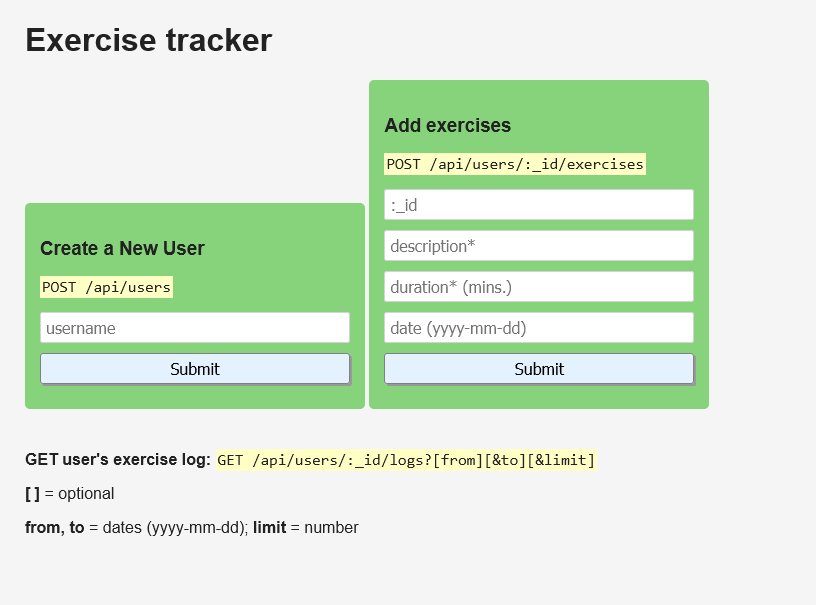 Exercise tracker
Create a New User
POST /api/users
username
Submit
Add exercises
POST /api/users/:_id/exercises
:_id
description*
duration* (mins.)
date (yyyy-mm-dd)
Submit
GET user's exercise log: GET /api/users/:_id/logs?[from][&to][&limit]
[ ] = optional
from, to = dates (yyyy-mm-dd); limit = number